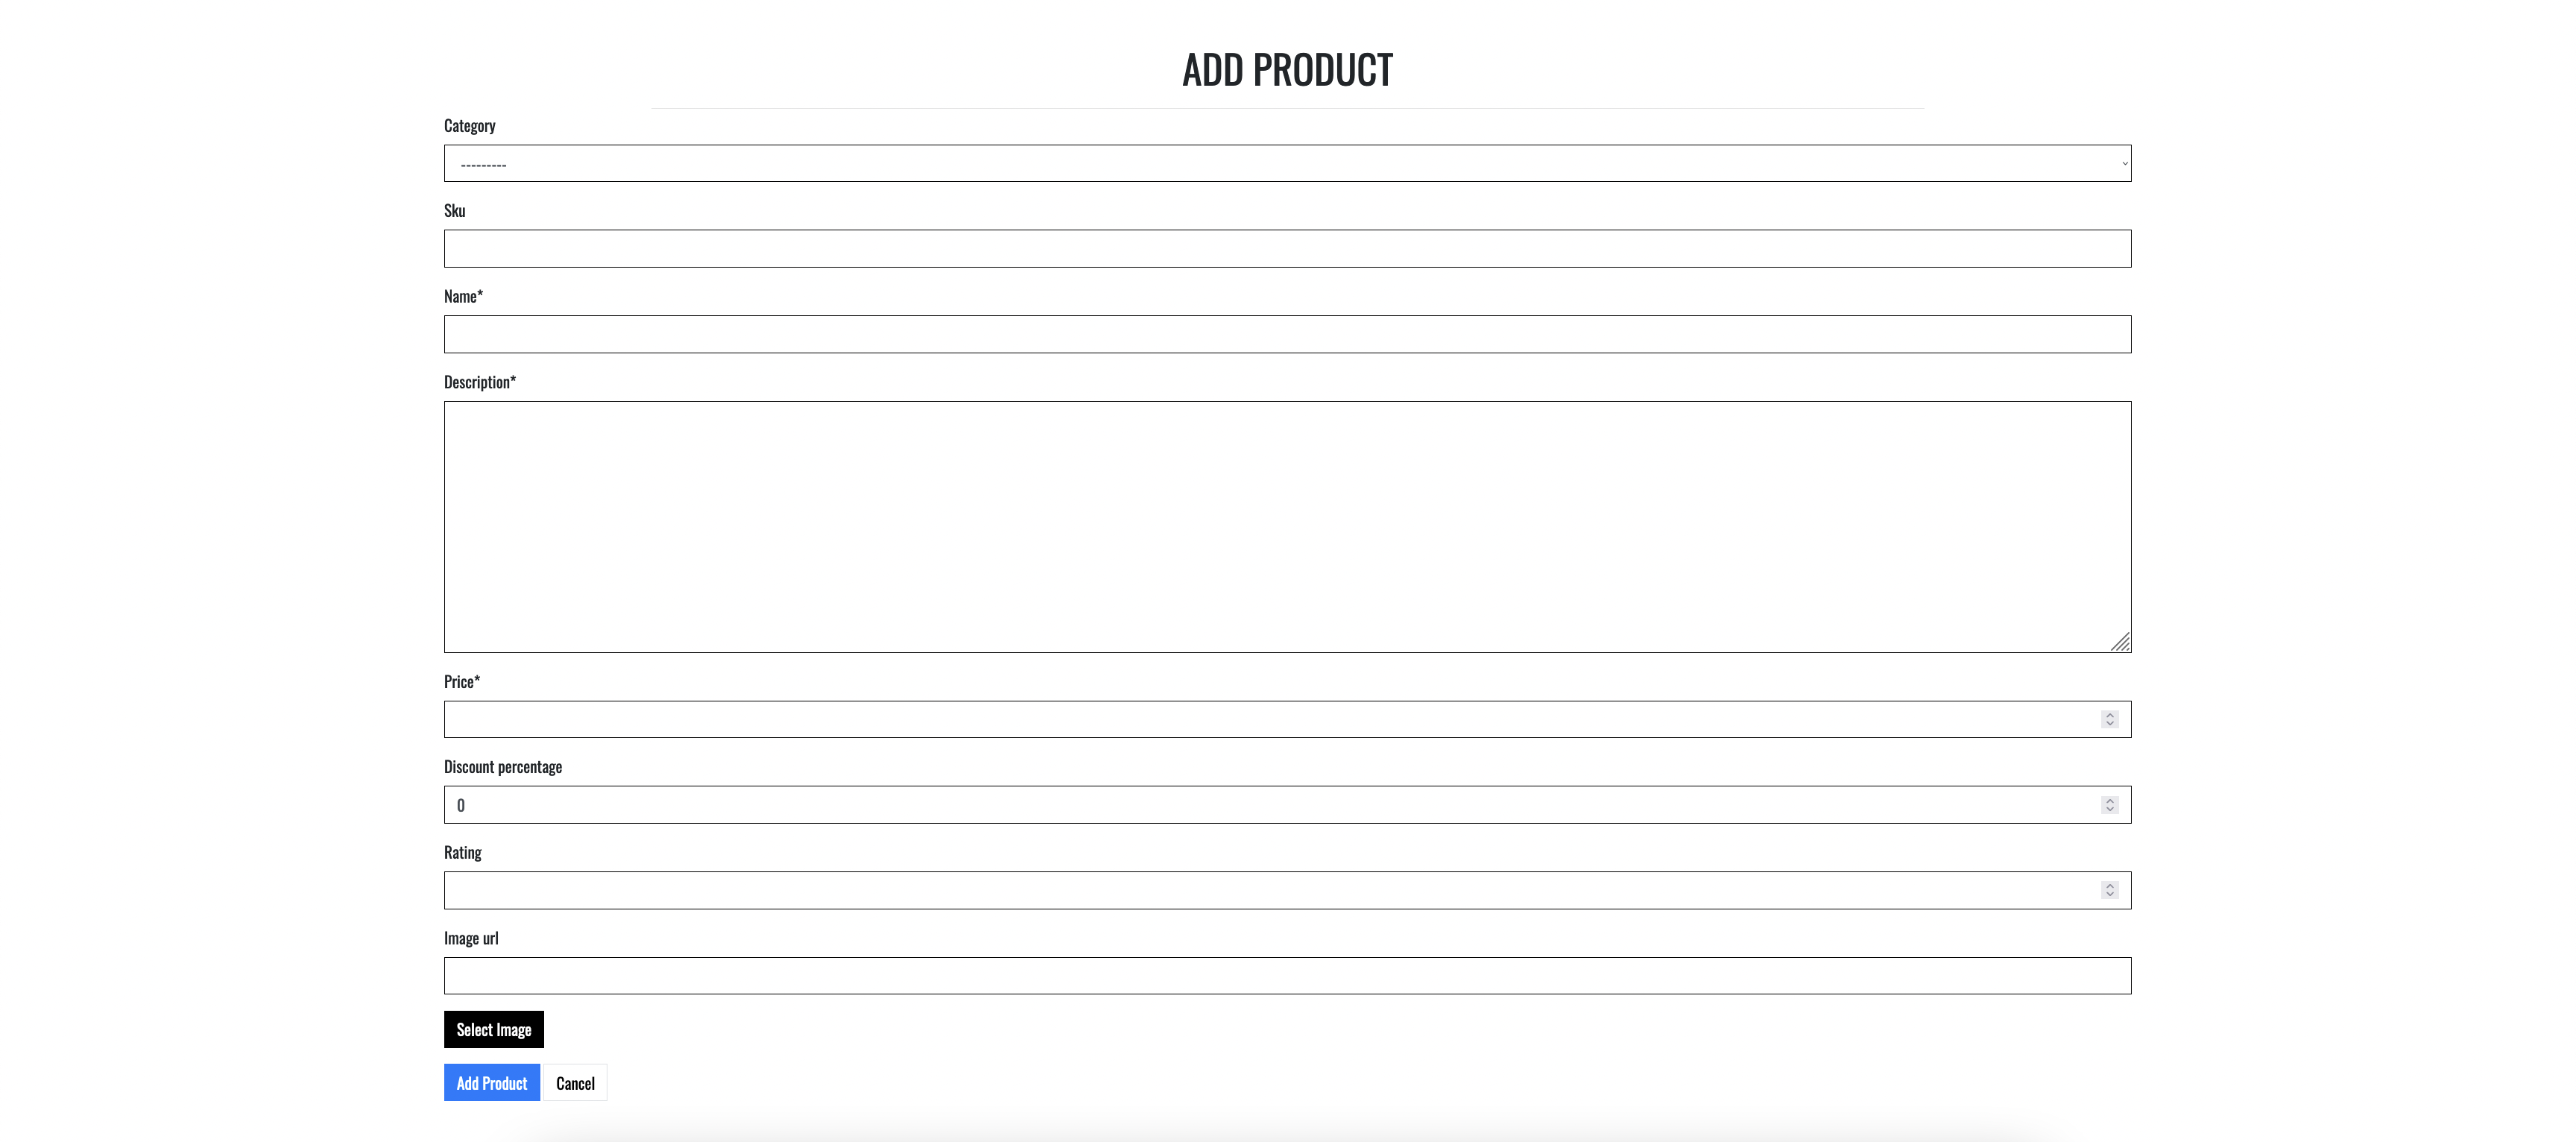 ADD PRODUCT
Category
---------
Sku
Name*
Description*
Price*
Discount percentage
0
Rating
Image url
Select Image
Add Product Cancel